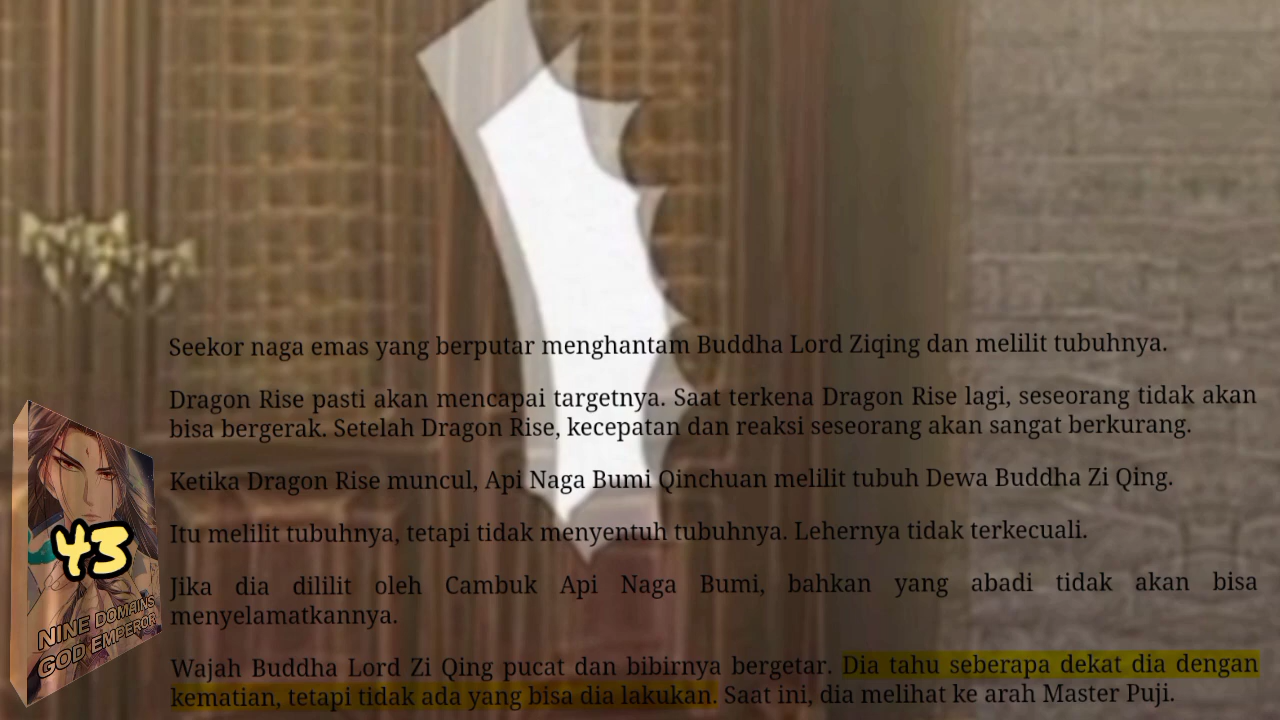 Seekor naga emas yang berputar menghantam Buddha Lord Ziqing dan melilit tubuhnya.
Dragon Rise pasti akan mencapai targetnya. Saat terkena Dragon Rise lagi, seseorang tidak akan
bisa bergerak. Setelah Dragon Rise, kecepatan dan reaksi seseorang akan sangat berkurang.
Ketika Dragon Rise muncul, Api Naga Bumi Qinchuan melilit tubuh Dewa Buddha Zi Qing.
Itu melilit tubuhnya, tetapi tidak menyentuh tubuhnya. Lehernya tidak terkecuali.
Jika dia dililit oleh Cambuk Api Naga Bumi, bahkan yang abadi tidak akan bisa
menyelamatkannya.
Wajah Buddha Lord Zi Qing pucat dan bibirnya bergetar. Dia tahu seberapa dekat dia dengan
kematian, tetapi tidak ada yang bisa dia lakukan. Saat ini, dia melihat ke arah Master Puji.
43
NINE DOMAINS
GOD EMPEROR